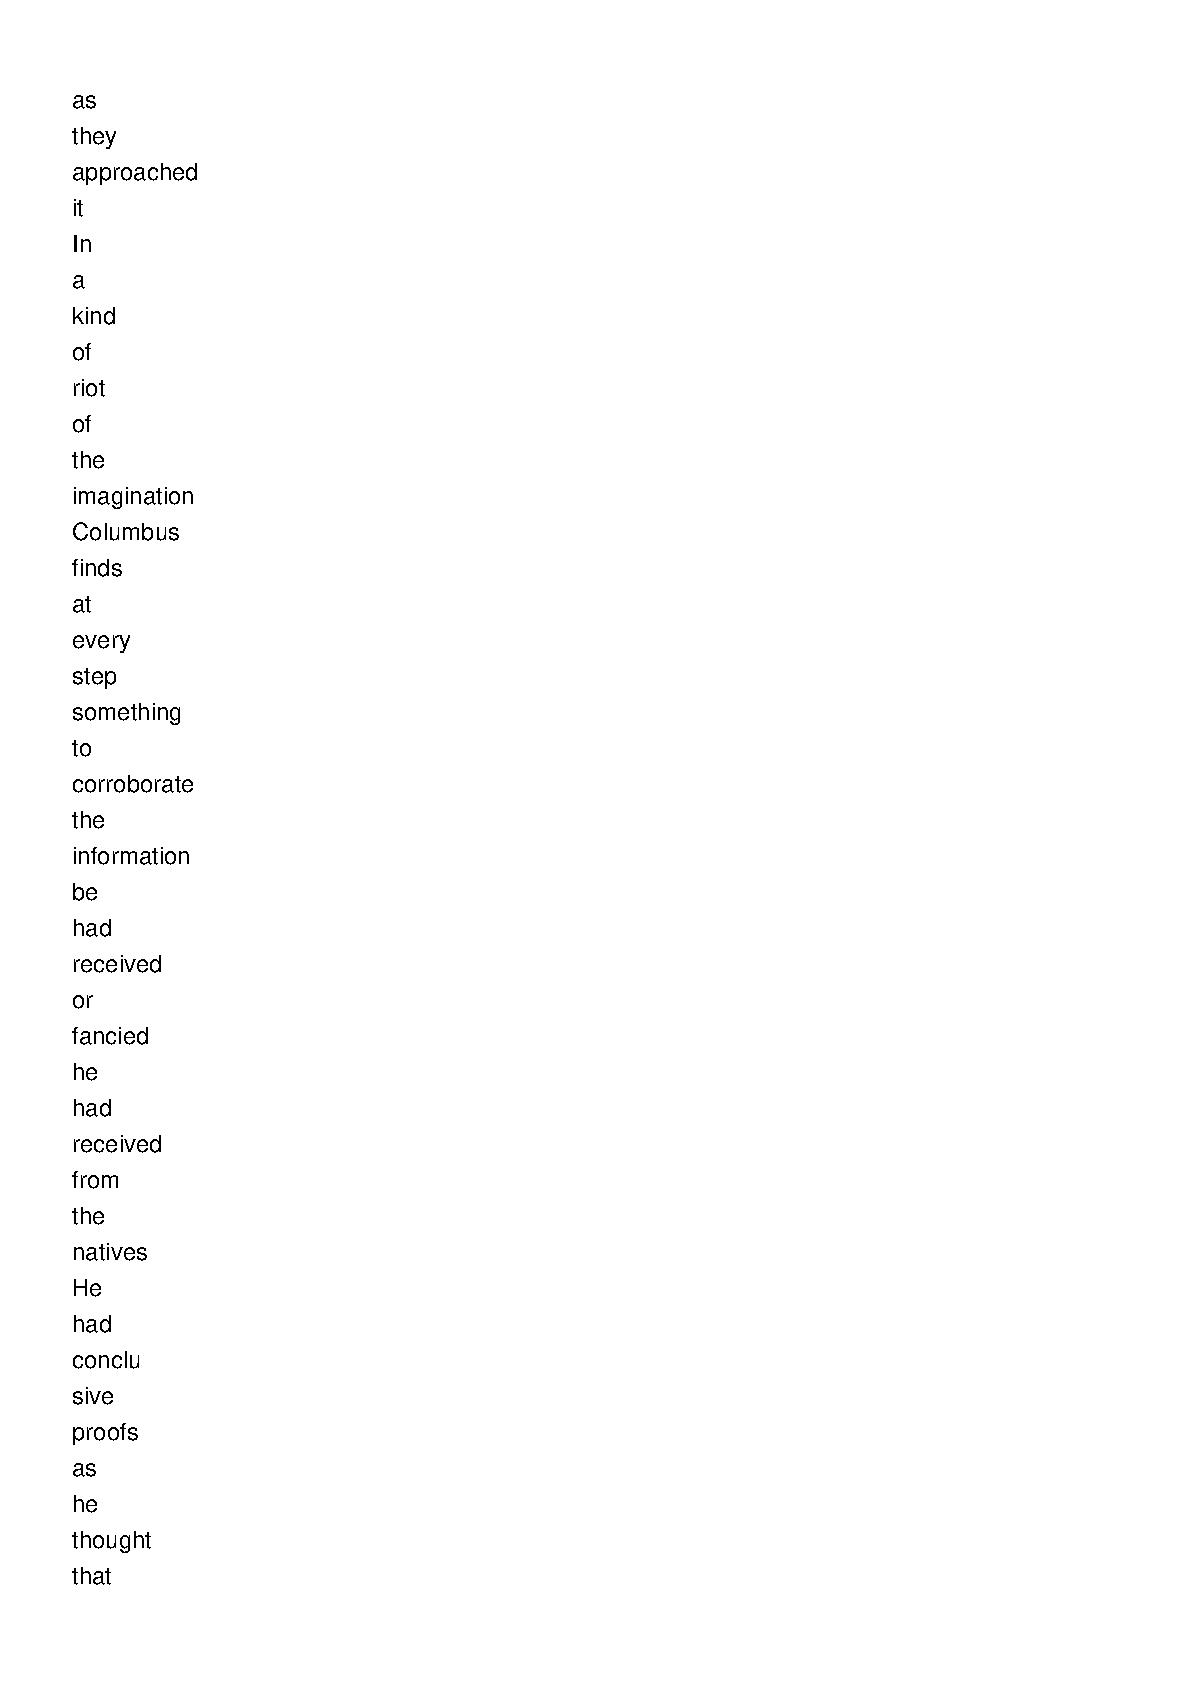 as
they
approached
it
In
a
kind
of
riot
of
the
imagination
Columbus
finds
at
every
step
something
to
corroborate
the
information
be
had
received
or
fancied
he
had
received
from
the
natives
He
had
conclu
sive
proofs
as
he
thought
that